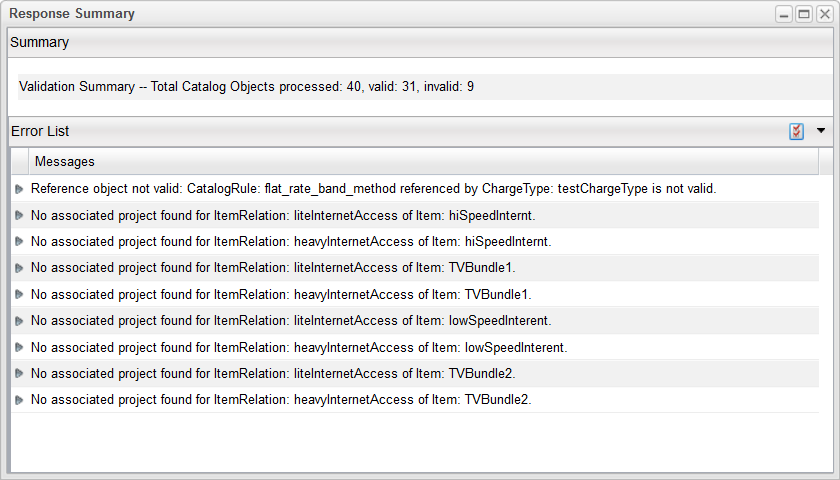 Response Summary
Summary
Validation Summary -- Total Catalog Objects processed: 40, valid: 31, invalid: 9
Error List
Messages
Reference object not valid: CatalogRule: flat_rate_band_method referenced by ChargeType: testChargeType is not valid.
No associated project found for ItemRelation: liteInternetAccess of Item: hiSpeedInternt.
No associated project found for ItemRelation: heavyInternetAccess of Item: hiSpeedInternt.
No associated project found for ItemRelation: liteInternetAccess of Item: TVBundle1.
No associated project found for ItemRelation: heavyInternetAccess of Item: TVBundle1.
No associated project found for ItemRelation: liteInternetAccess of Item: lowSpeedInterent.
No associated project found for ItemRelation: heavyInternetAccess of Item: lowSpeedInterent.
No associated project found for ItemRelation: liteInternetAccess of Item: TVBundle2.
No associated project found for ItemRelation: heavyInternetAccess of Item: TVBundle2.